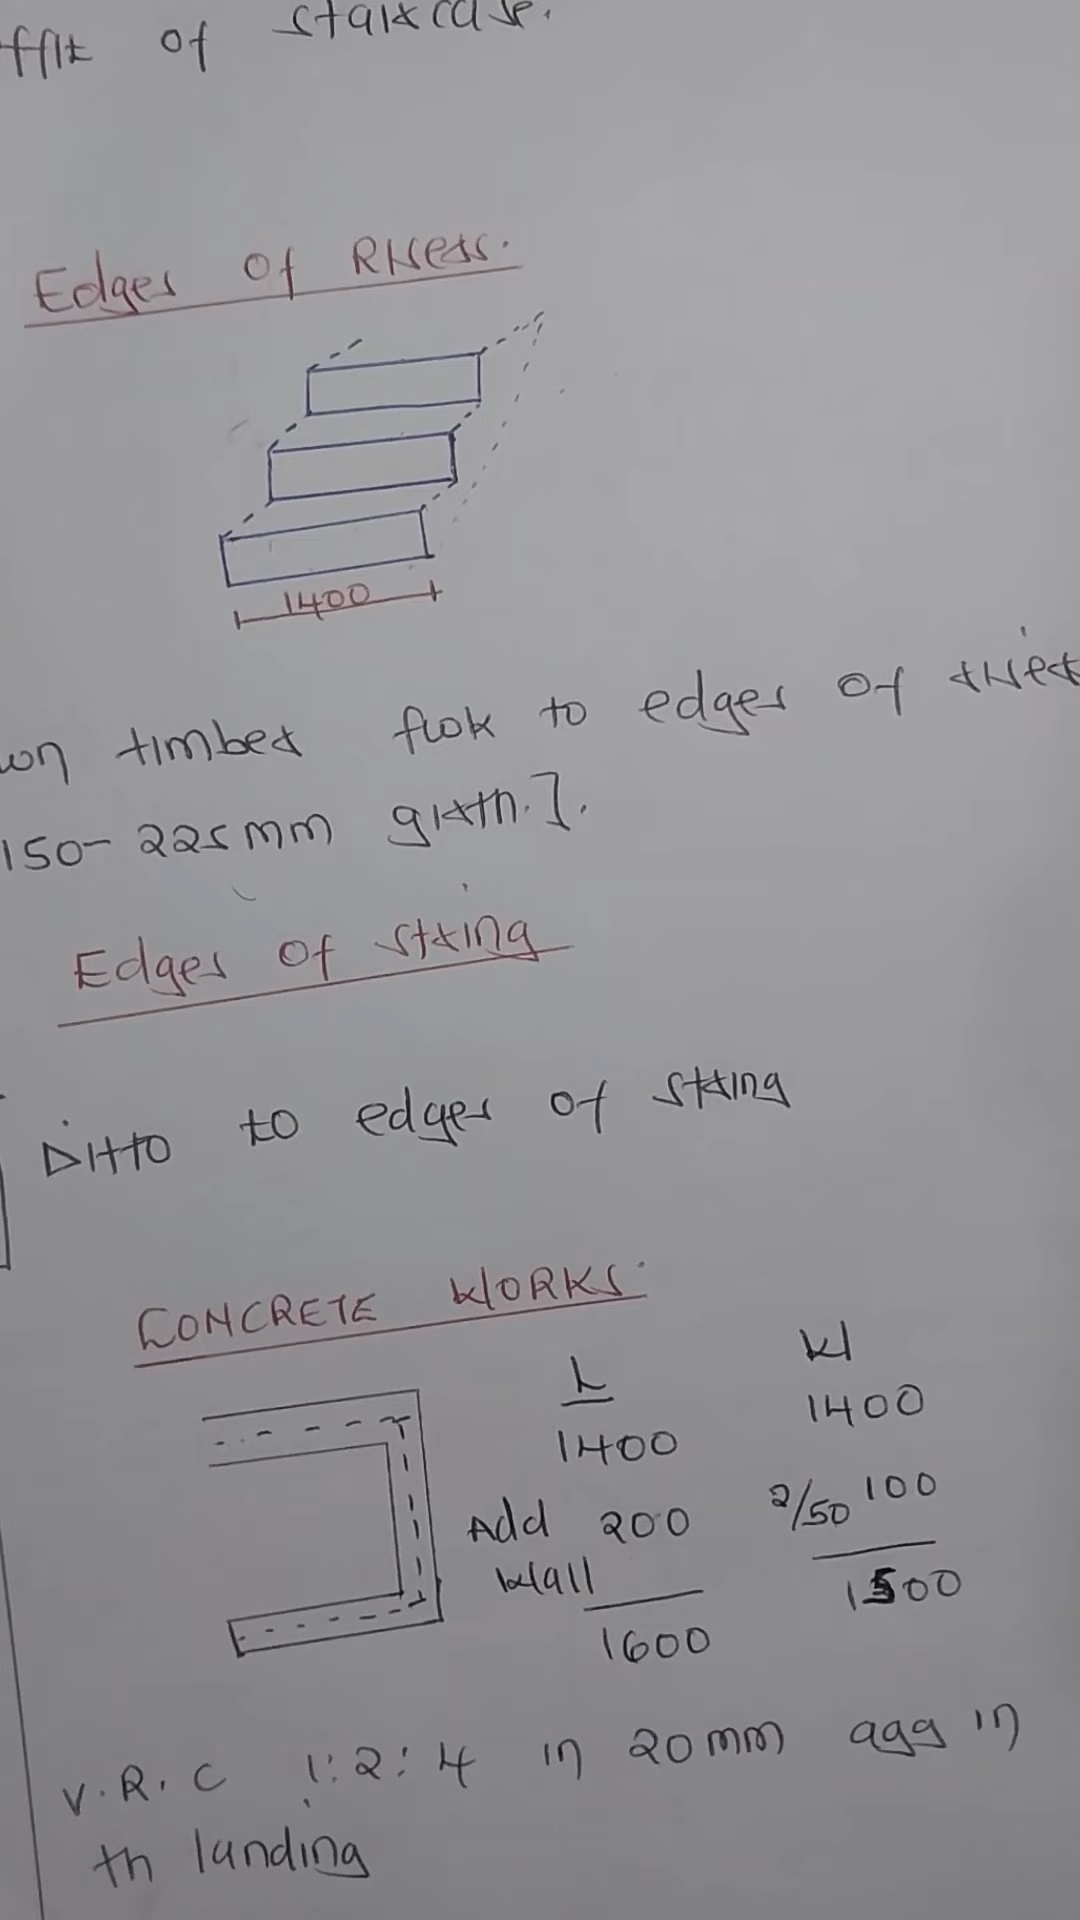 of staircase.
Edges of Risers.
1400
timber fwok to edges of riser
150-225mm girth.].
Edges of string
Ditto to edges of string
CONCRETE WORKS.
L W
1400 1400
Add 200 2/50 100
Wall
1600 1500
V.R.C 1:2:4 in 20mm agg in
th landing